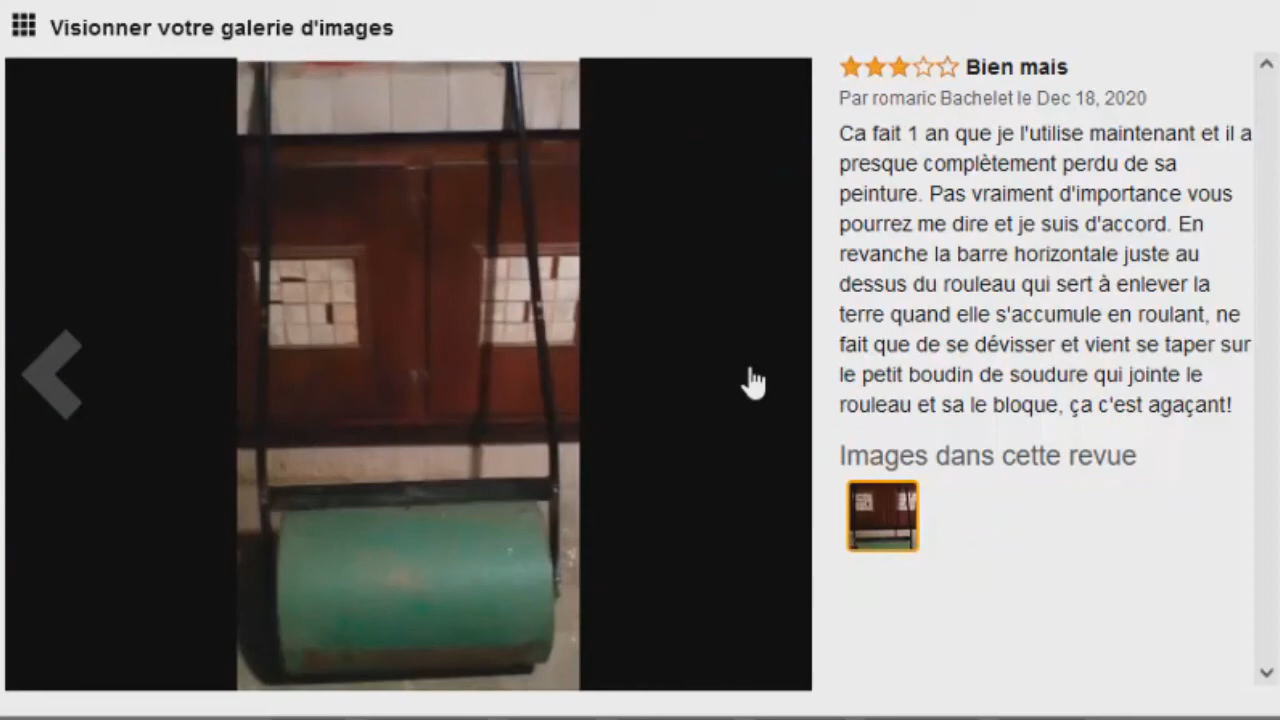 Visionner votre galerie d'images
Bien mais
Par romaric Bachelet le Dec 18, 2020
Ca fait 1 an que je l'utilise maintenant et il a
presque complètement perdu de sa
peinture. Pas vraiment d'importance vous
pourrez me dire et je suis d'accord. En
revanche la barre horizontale juste au
dessus du rouleau qui sert à enlever la
terre quand elle s'accumule en roulant, ne
fait que de se dévisser et vient se taper sur
le petit boudin de soudure qui jointe le
rouleau et sa le bloque, ça c'est agaçant!
Images dans cette revue